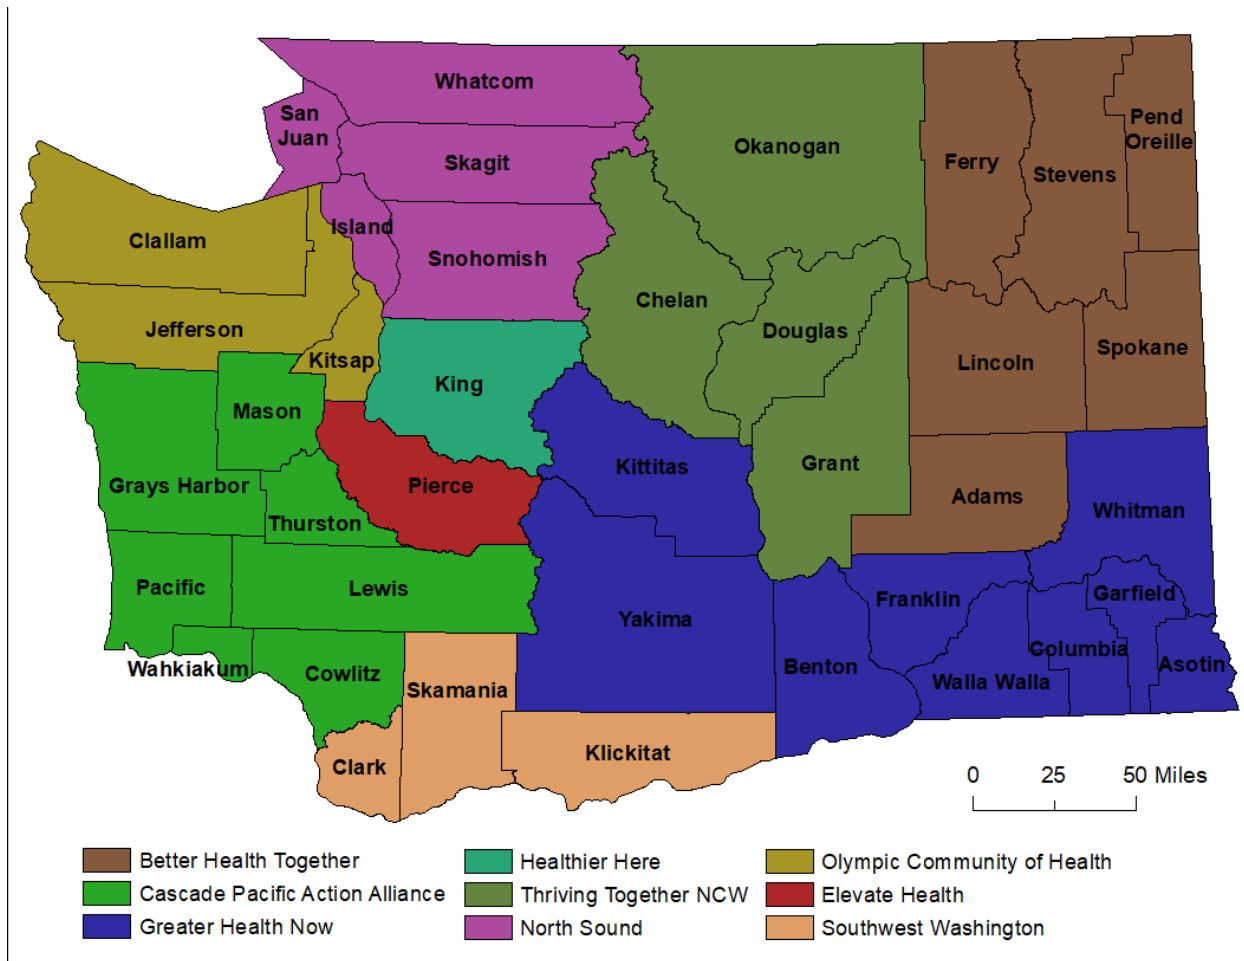 Whatcom
San
Juan
Skagit
Okanogan
Ferry
Stevens
Pend
Oreille
Clallam
Island
Snohomish
Chelan
Douglas
Jefferson
Kitsap
King
Lincoln
Spokane
Mason
Grays Harbor
Thurston
Pierce
Kittitas
Grant
Adams
Whitman
Pacific
Lewis
Yakima
Franklin
Garfield
Wahkiakum
Cowlitz
Skamania
Benton
Walla Walla
Columbia
Asotin
Clark
Klickitat
0 25 50 Miles
Better Health Together
Cascade Pacific Action Alliance
Greater Health Now
Healthier Here
Thriving Together NCW
North Sound
Olympic Community of Health
Elevate Health
Southwest Washington